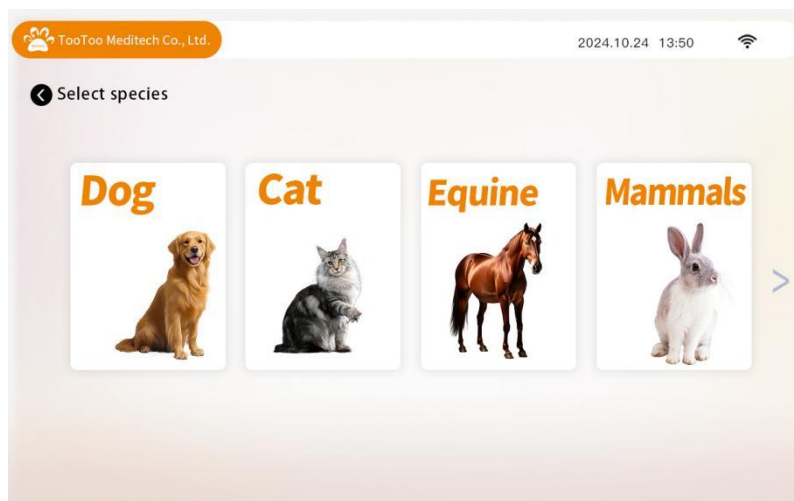 TooToo Meditech Co., Ltd.
2024.10.24 13:50
Select species
Dog
Cat
Equine
Mammals
>